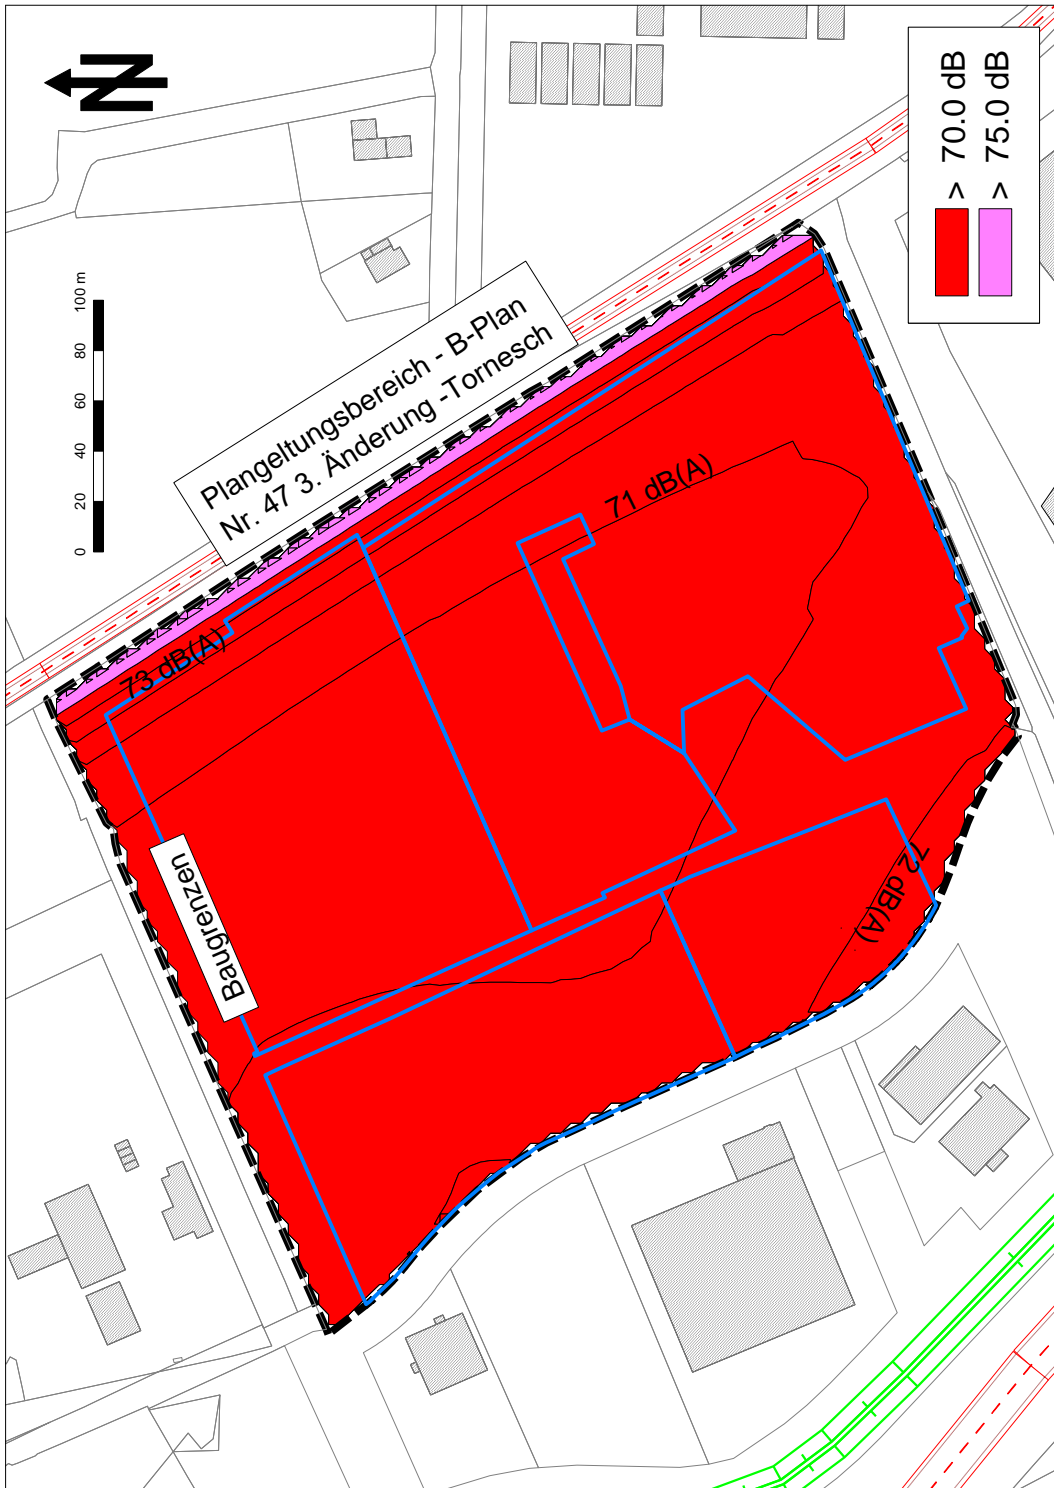 N
> 70.0 dB
> 75.0 dB
0 20 40 60 80 100 m
Plangeltungsbereich - B-Plan
Nr. 47 3. Änderung -Tornesch
73 dB(A)
71 dB(A)
72 dB(A)
Baugrenzen